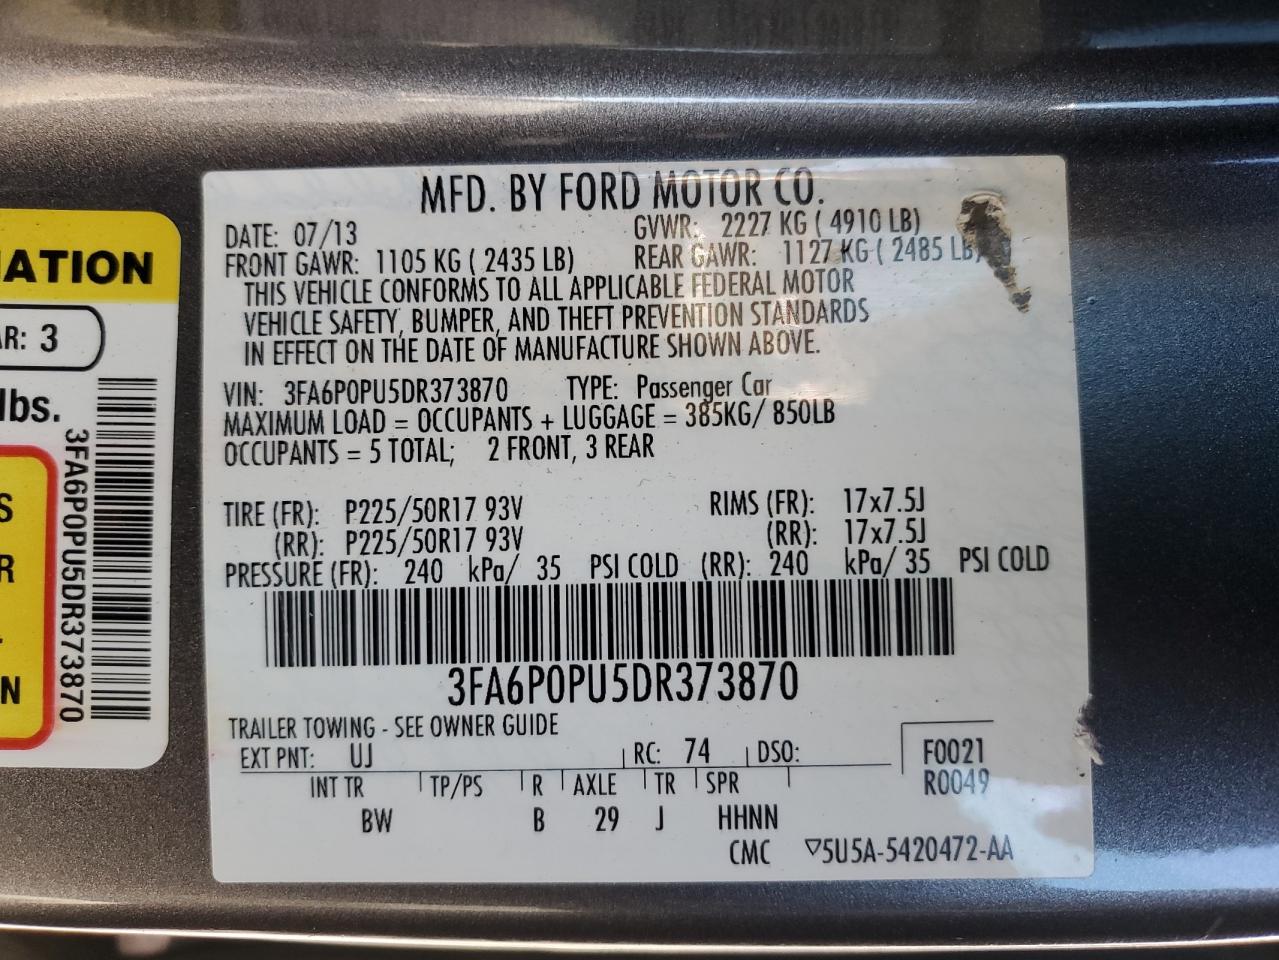 MFD. BY FORD MOTOR CO.
DATE: 07/13 GVWR: 2227 KG ( 4910 LB)
FRONT GAWR: 1105 KG ( 2435 LB) REAR GAWR: 1127 KG ( 2485 LB)
THIS VEHICLE CONFORMS TO ALL APPLICABLE FEDERAL MOTOR
VEHICLE SAFETY, BUMPER, AND THEFT PREVENTION STANDARDS
IN EFFECT ON THE DATE OF MANUFACTURE SHOWN ABOVE.
VIN: 3FA6P0PU5DR373870 TYPE: Passenger Car
MAXIMUM LOAD = OCCUPANTS + LUGGAGE = 385KG/ 850LB
OCCUPANTS = 5 TOTAL; 2 FRONT, 3 REAR
TIRE (FR): P225/50R17 93V RIMS (FR): 17x7.5J
(RR): P225/50R17 93V (RR): 17x7.5J
PRESSURE (FR): 240 kPa/ 35 PSI COLD (RR): 240 kPa/ 35 PSI COLD
3FA6P0PU5DR373870
TRAILER TOWING - SEE OWNER GUIDE
EXT PNT: UJ RC: 74 DSO: F0021
INT TR TP/PS R AXLE TR SPR R0049
BW B 29 J HHNN
CMC ▽5U5A-5420472-AA
ATION
AR: 3
lbs.
3FA6P0PU5DR373870
S
R
N